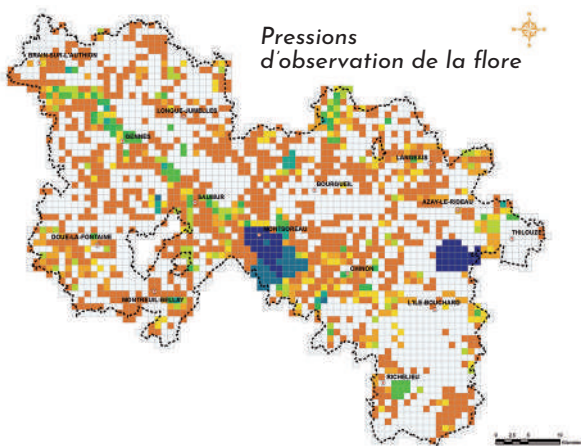 Pressions
d'observation de la flore
BRAIN-SUR-L'AUTHION
LONGUE-JUMELLES
GENNES
LANGEAIS
BOURGUEIL
SAUMUR
AZAY-LE-RIDEAU
MONTSOREAU
THILOUZE
DOUE-LA-FONTAINE
CHINON
MONTREUIL-BELLAY
L'ILE-BOUCHARD
RICHELIEU